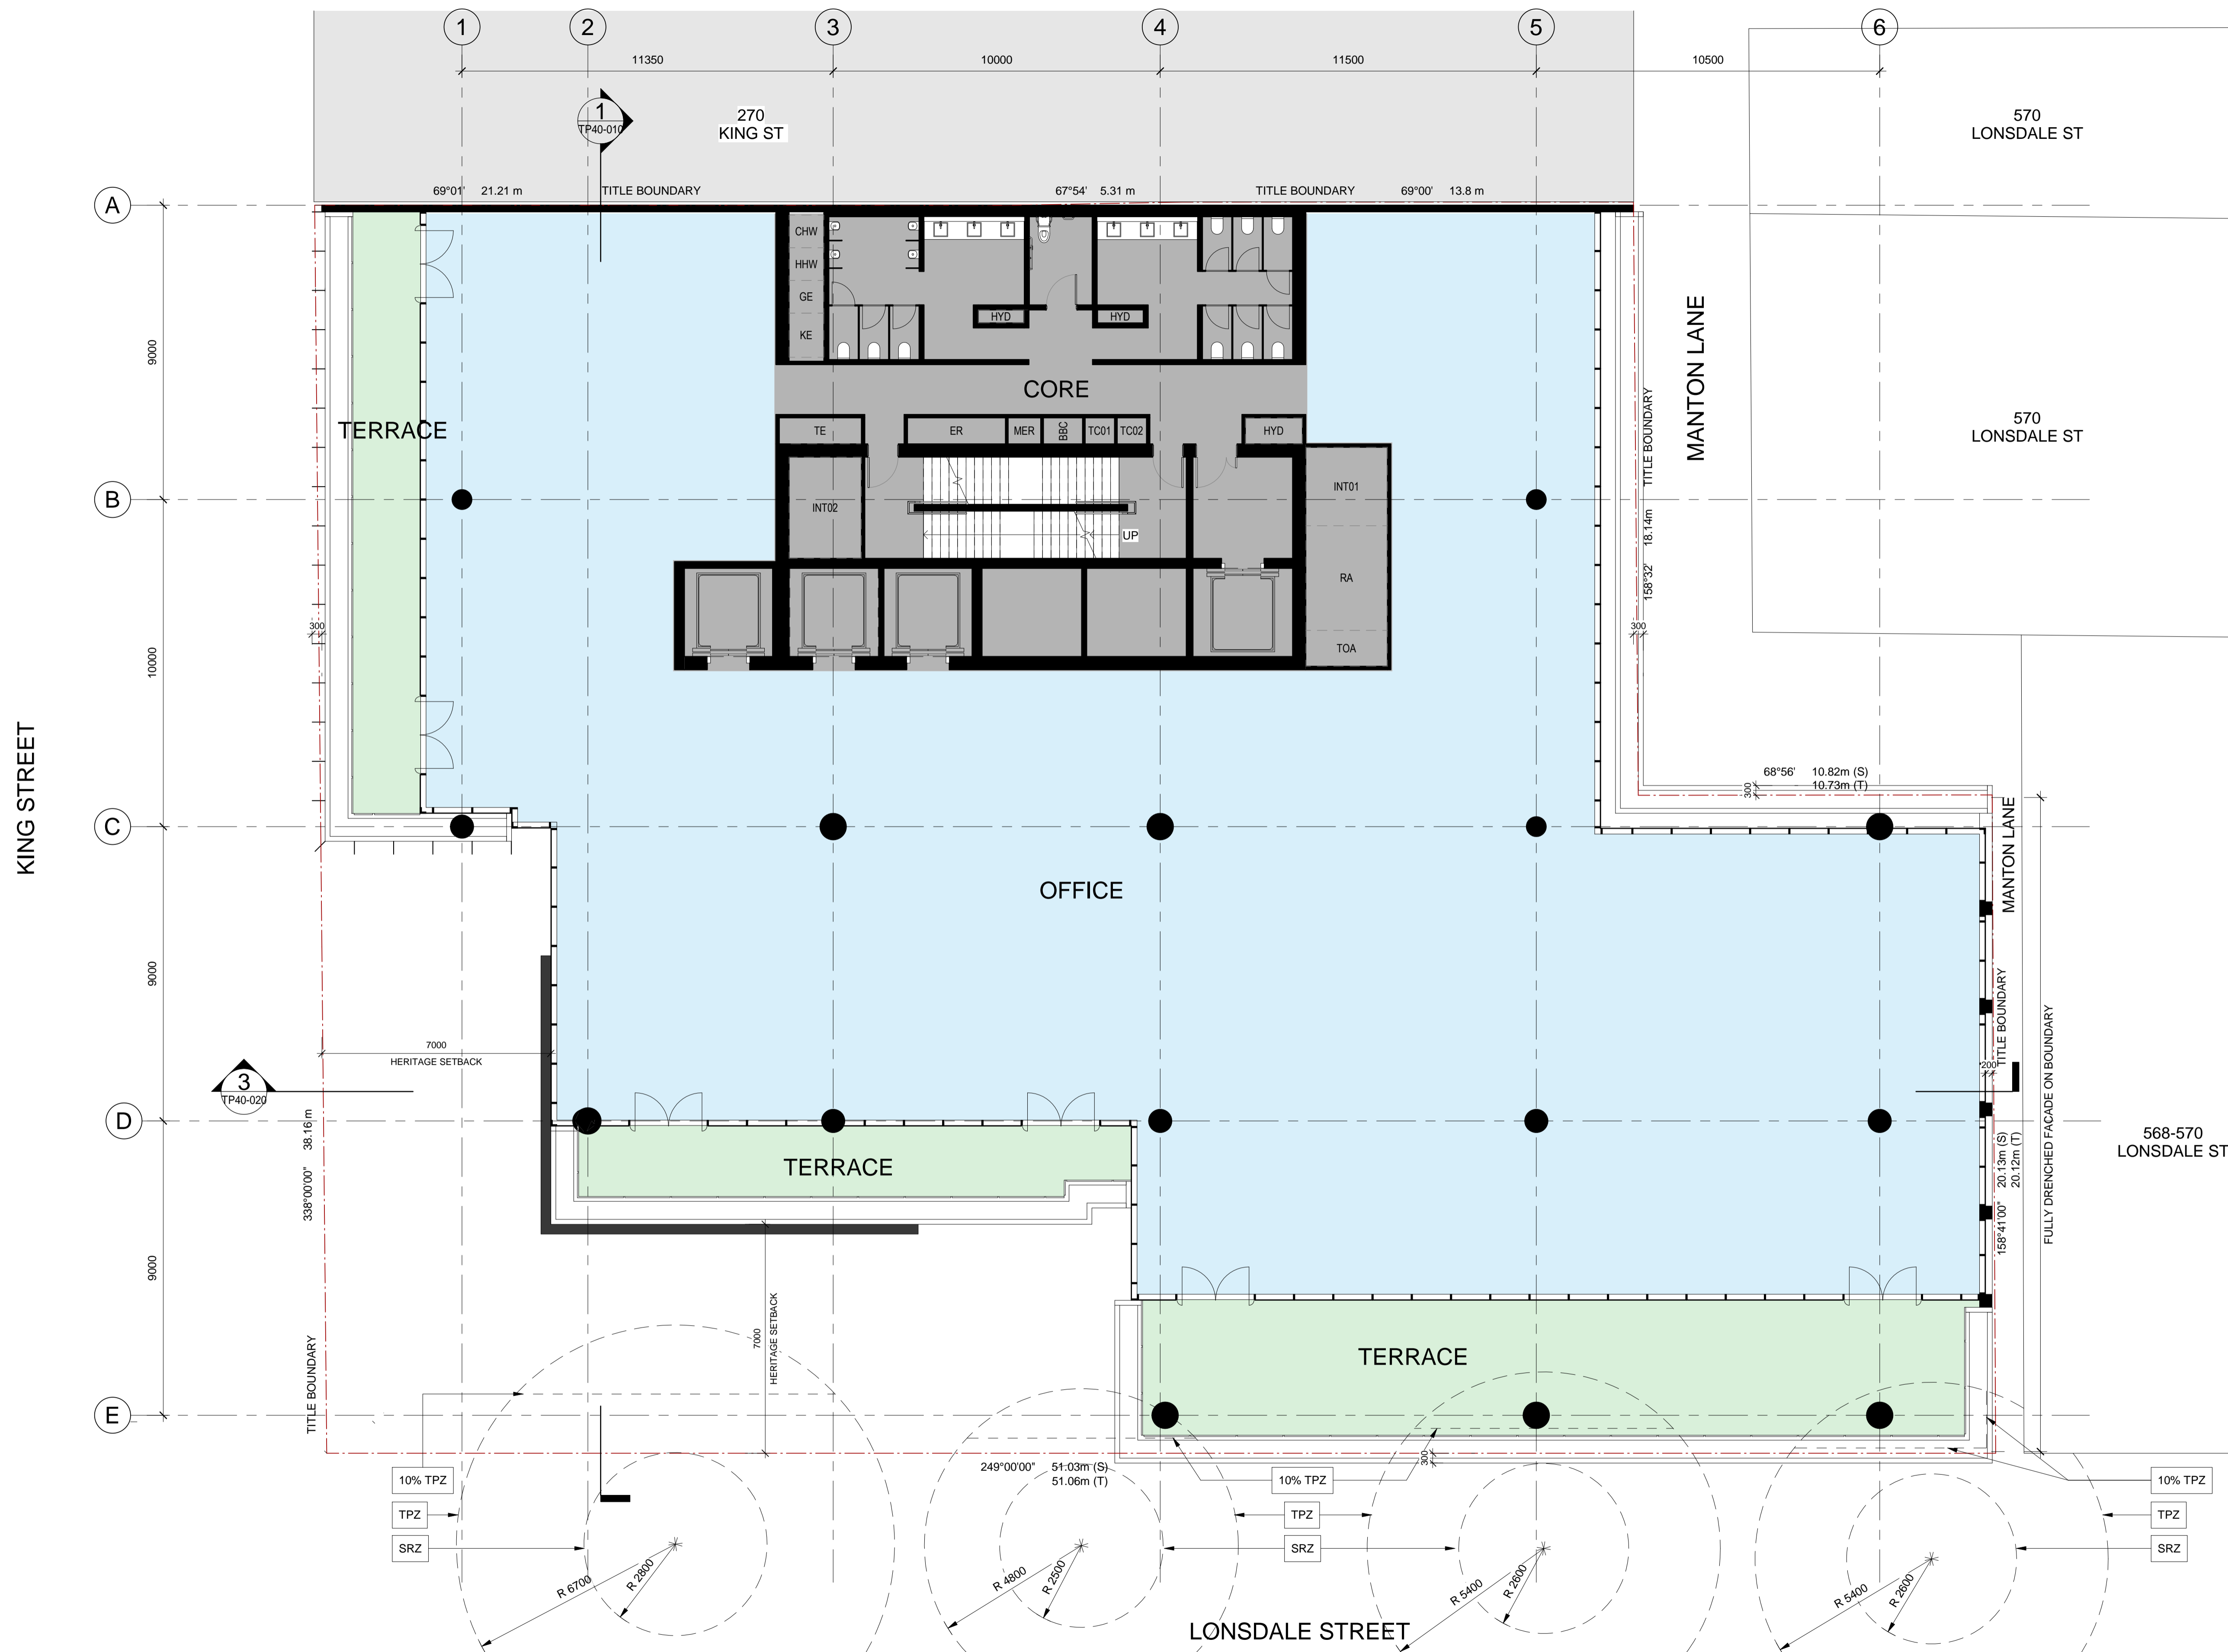 1
2
3
4
5
6
11350
10000
11500
10500
1
TP40-010
270
KING ST
570
LONSDALE ST
69°01' 21.21 m
TITLE BOUNDARY
67°54' 5.31 m
TITLE BOUNDARY
69°00' 13.8 m
A
CHW
HHW
GE
KE
HYD
HYD
MANTON LANE
9000
CORE
TERRACE
TE
ER
MER
BBC
TC01
TC02
HYD
TITLE BOUNDARY
158°32' 18.14m
570
LONSDALE ST
B
INT02
INT01
UP
RA
300
300
TOA
10000
KING STREET
68°56' 10.82m (S)
10.73m (T)
300
C
MANTON LANE
OFFICE
9000
7000
HERITAGE SETBACK
3
TP40-020
TITLE BOUNDARY
200
FULLY DRENCHED FACADE ON BOUNDARY
D
338°00'00" 38.16 m
TERRACE
158°41'00" 20.13m (S)
20.12m (T)
568-570
LONSDALE ST
9000
7000
HERITAGE SETBACK
TITLE BOUNDARY
TERRACE
E
249°00'00" 51.03m (S)
51.06m (T)
300
10% TPZ
TPZ
SRZ
10% TPZ
TPZ
SRZ
10% TPZ
TPZ
SRZ
R 6700
R 2800
R 4800
R 2500
R 5400
R 2600
R 5400
R 2600
LONSDALE STREET